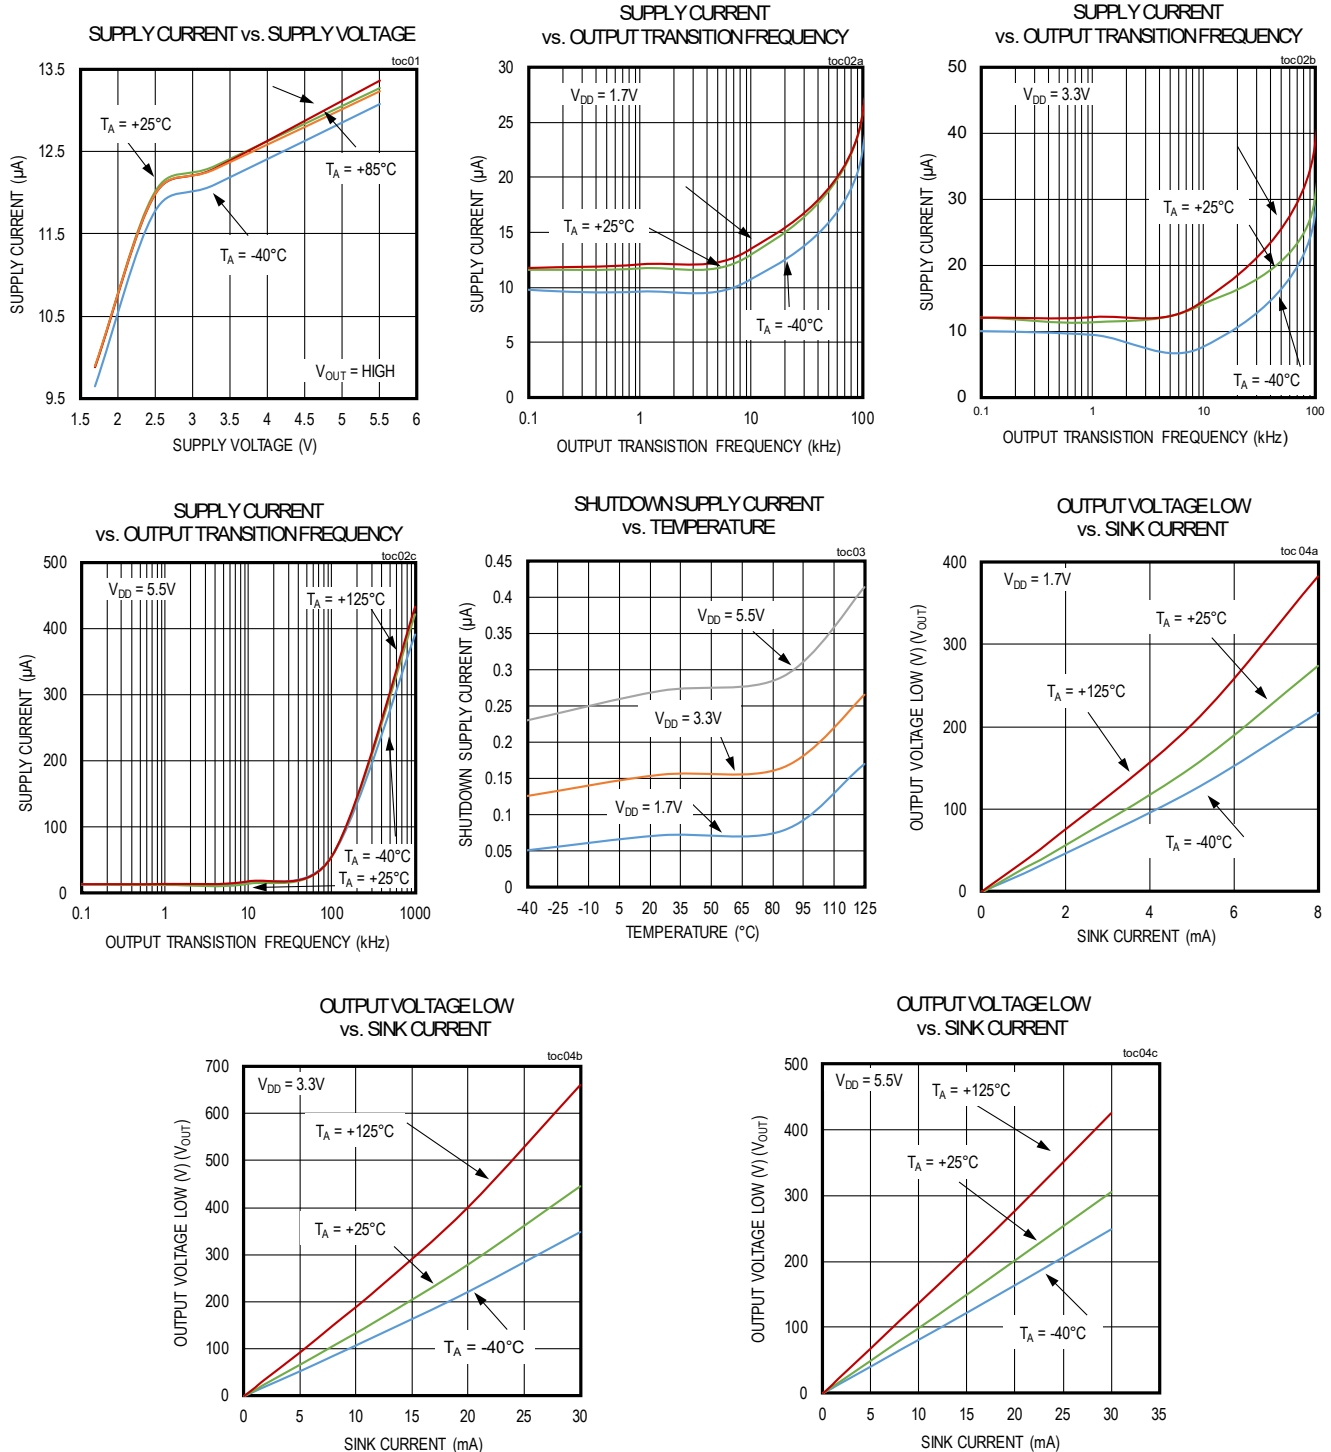 SUPPLY CURRENT vs. SUPPLY VOLTAGE
toc01
13.5
12.5
11.5
10.5
9.5
SUPPLY CURRENT (µA)
TA = +25°C
TA = +85°C
TA = -40°C
VOUT = HIGH
1.5 2 2.5 3 3.5 4 4.5 5 5.5 6
SUPPLY VOLTAGE (V)
SUPPLY CURRENT
vs. OUTPUT TRANSITION FREQUENCY
toc02a
30
25
20
15
10
5
0
SUPPLY CURRENT (µA)
VDD = 1.7V
TA = +25°C
TA = -40°C
0.1 1 10 100
OUTPUT TRANSISTION FREQUENCY (kHz)
SUPPLY CURRENT
vs. OUTPUT TRANSITION FREQUENCY
toc02b
50
40
30
20
10
0
SUPPLY CURRENT (µA)
VDD = 3.3V
TA = +25°C
TA = -40°C
0.1 1 10 100
OUTPUT TRANSISTION FREQUENCY (kHz)
SUPPLY CURRENT
vs. OUTPUT TRANSITION FREQUENCY
toc02c
500
400
300
200
100
0
SUPPLY CURRENT (µA)
VDD = 5.5V
TA = +125°C
TA = -40°C
TA = +25°C
0.1 1 10 100 1000
OUTPUT TRANSISTION FREQUENCY (kHz)
SHUTDOWN SUPPLY CURRENT
vs. TEMPERATURE
toc03
0.45
0.4
0.35
0.3
0.25
0.2
0.15
0.1
0.05
0
SHUTDOWN SUPPLY CURRENT (µA)
VDD = 5.5V
VDD = 3.3V
VDD = 1.7V
-40 -25 -10 5 20 35 50 65 80 95 110 125
TEMPERATURE (°C)
OUTPUT VOLTAGE LOW
vs. SINK CURRENT
toc 04a
400
300
200
100
0
OUTPUT VOLTAGE LOW (V) (VOUT)
VDD = 1.7V
TA = +25°C
TA = +125°C
TA = -40°C
0 2 4 6 8
SINK CURRENT (mA)
OUTPUT VOLTAGE LOW
vs. SINK CURRENT
toc04b
700
600
500
400
300
200
100
0
OUTPUT VOLTAGE LOW (V) (VOUT)
VDD = 3.3V
TA = +125°C
TA = +25°C
TA = -40°C
0 5 10 15 20 25 30
SINK CURRENT (mA)
OUTPUT VOLTAGE LOW
vs. SINK CURRENT
toc04c
500
400
300
200
100
0
OUTPUT VOLTAGE LOW (V) (VOUT)
VDD = 5.5V
TA = +125°C
TA = +25°C
TA = -40°C
0 5 10 15 20 25 30 35
SINK CURRENT (mA)